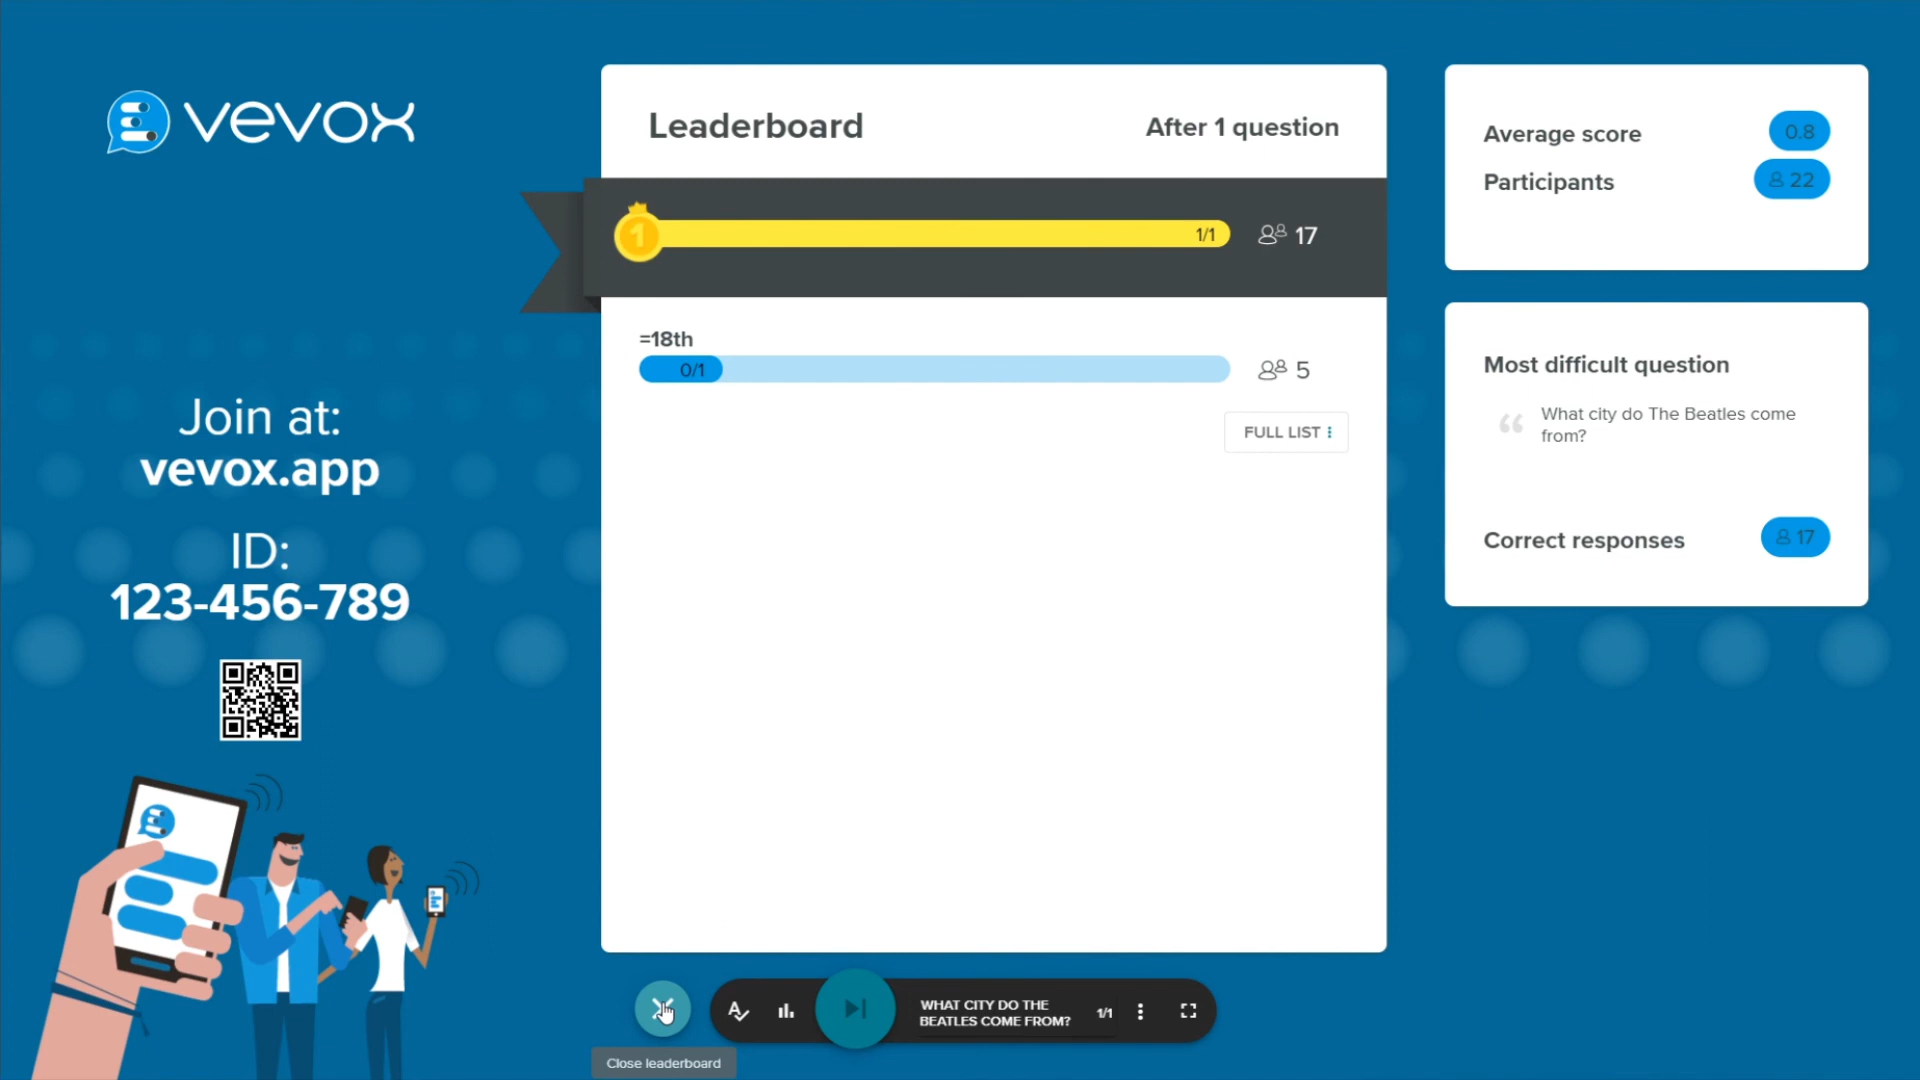 vevox
Join at:
vevox.app
ID:
123-456-789
Leaderboard
After 1 question
1
1/1
17
=18th
0/1
5
FULL LIST
Average score
0.8
Participants
22
Most difficult question
“
What city do The Beatles come
from?
Correct responses
17
WHAT CITY DO THE
BEATLES COME FROM?
1/1
Close leaderboard